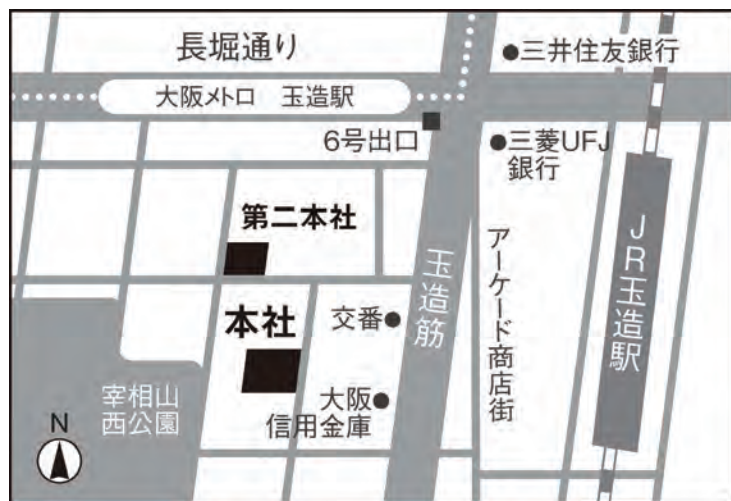 長堀通り
三井住友銀行
大阪メトロ 玉造駅
6号出口
三菱UFJ
銀行
第二本社
玉造筋
アーケード商店街
JR玉造駅
本社
交番
宰相山
西公園
大阪
信用金庫
N